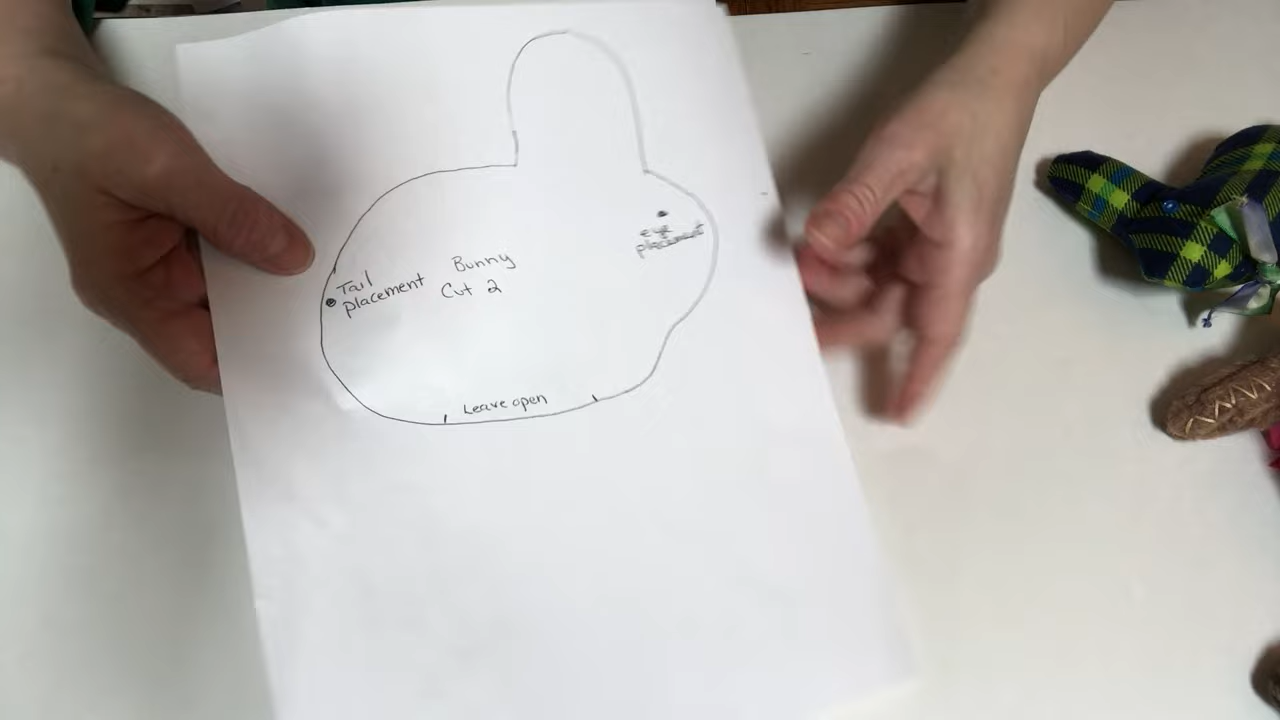 eye
placement
Tail
placement
Bunny
Cut 2
Leave open